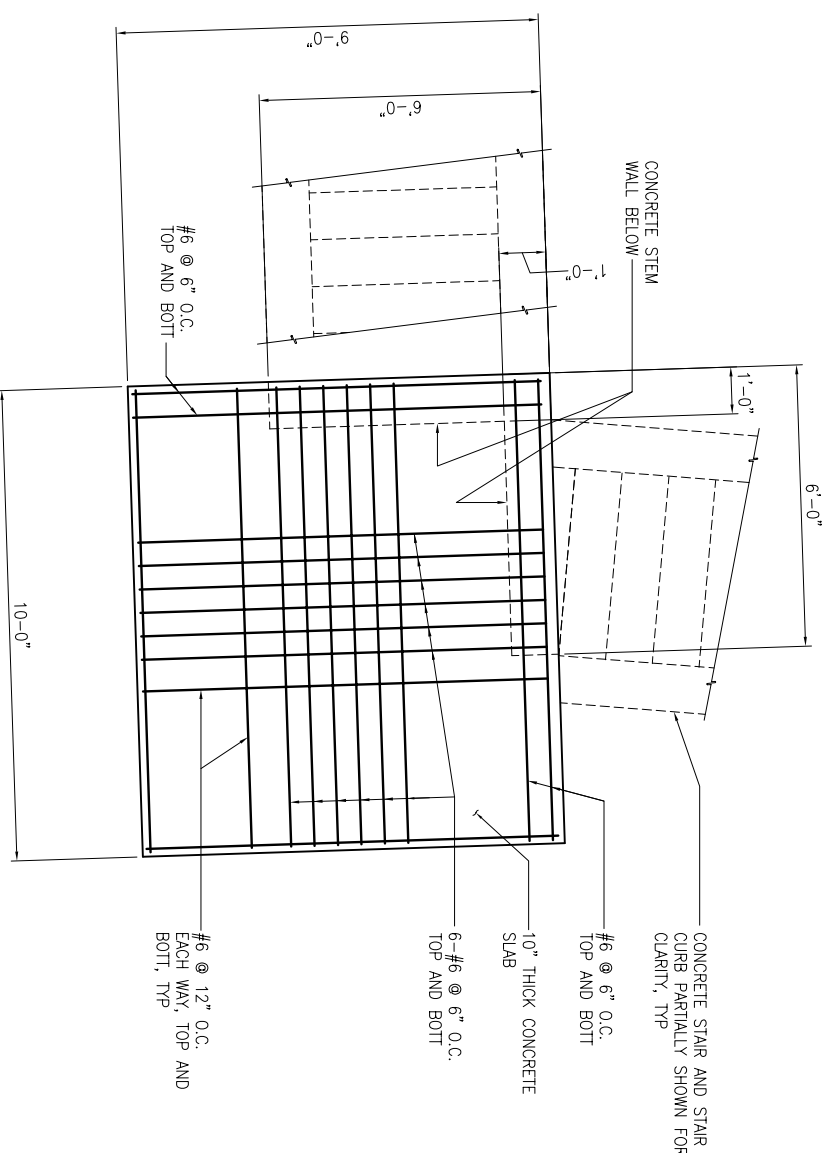 CONCRETE STAIR AND STAIR
CURB PARTIALLY SHOWN FOR
CLARITY, TYP
#6 @ 6" O.C.
TOP AND BOTT
10" THICK CONCRETE
SLAB
6-#6 @ 6" O.C.
TOP AND BOTT
#6 @ 12" O.C.
EACH WAY, TOP AND
BOTT, TYP
6'-0"
1'-0"
CONCRETE STEM
WALL BELOW
1'-0"
6'-0"
9'-0"
#6 @ 6" O.C.
TOP AND BOTT
10-0"